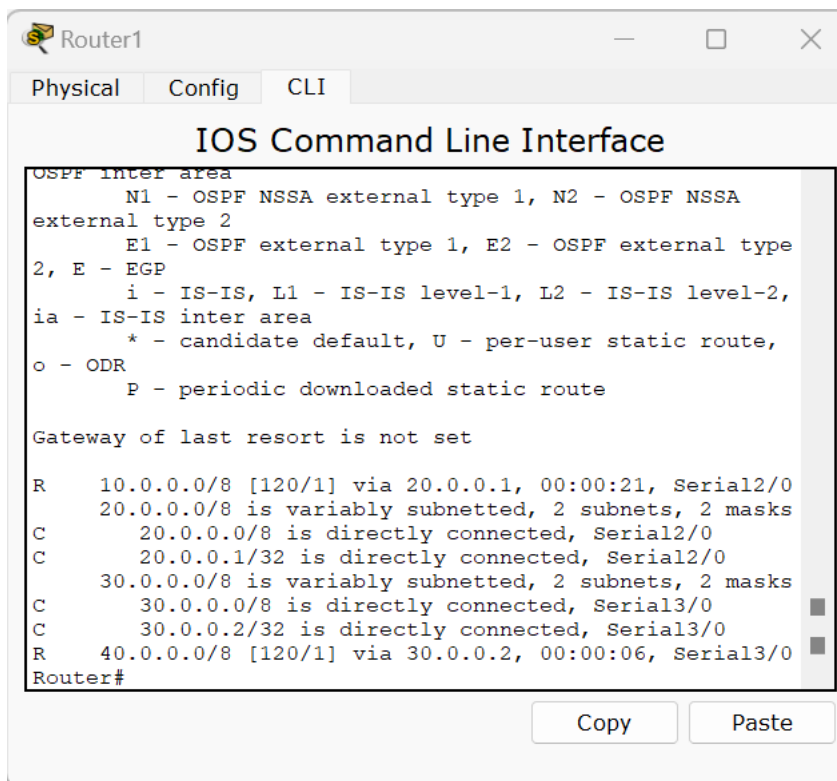 Router1
Physical Config CLI
IOS Command Line Interface
OSPF inter area
N1 - OSPF NSSA external type 1, N2 - OSPF NSSA
external type 2
E1 - OSPF external type 1, E2 - OSPF external type
2, E - EGP
i - IS-IS, L1 - IS-IS level-1, L2 - IS-IS level-2,
ia - IS-IS inter area
* - candidate default, U - per-user static route,
o - ODR
P - periodic downloaded static route
Gateway of last resort is not set
R 10.0.0.0/8 [120/1] via 20.0.0.1, 00:00:21, Serial2/0
20.0.0.0/8 is variably subnetted, 2 subnets, 2 masks
C 20.0.0.0/8 is directly connected, Serial2/0
C 20.0.0.1/32 is directly connected, Serial2/0
30.0.0.0/8 is variably subnetted, 2 subnets, 2 masks
C 30.0.0.0/8 is directly connected, Serial3/0
C 30.0.0.2/32 is directly connected, Serial3/0
R 40.0.0.0/8 [120/1] via 30.0.0.2, 00:00:06, Serial3/0
Router#
Copy Paste